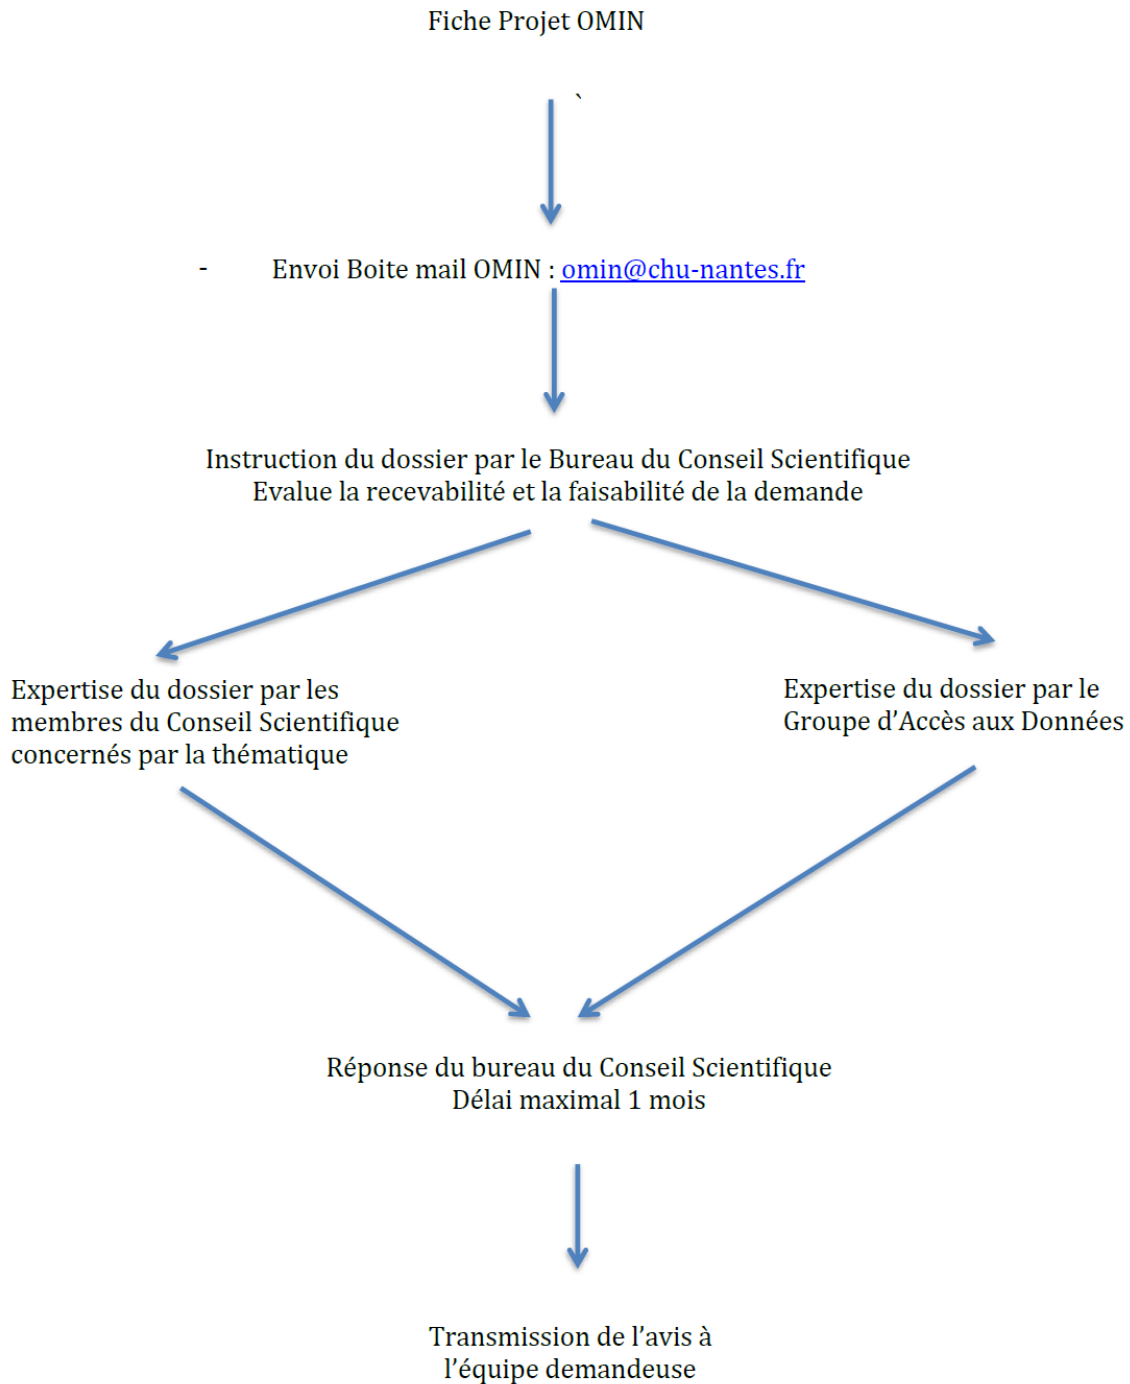 Fiche Projet OMIN
`
- Envoi Boite mail OMIN : omin@chu-nantes.fr
Instruction du dossier par le Bureau du Conseil Scientifique
Evalue la recevabilité et la faisabilité de la demande
Expertise du dossier par les
membres du Conseil Scientifique
concernés par la thématique
Expertise du dossier par le
Groupe d’Accès aux Données
Réponse du bureau du Conseil Scientifique
Délai maximal 1 mois
Transmission de l’avis à
l’équipe demandeuse